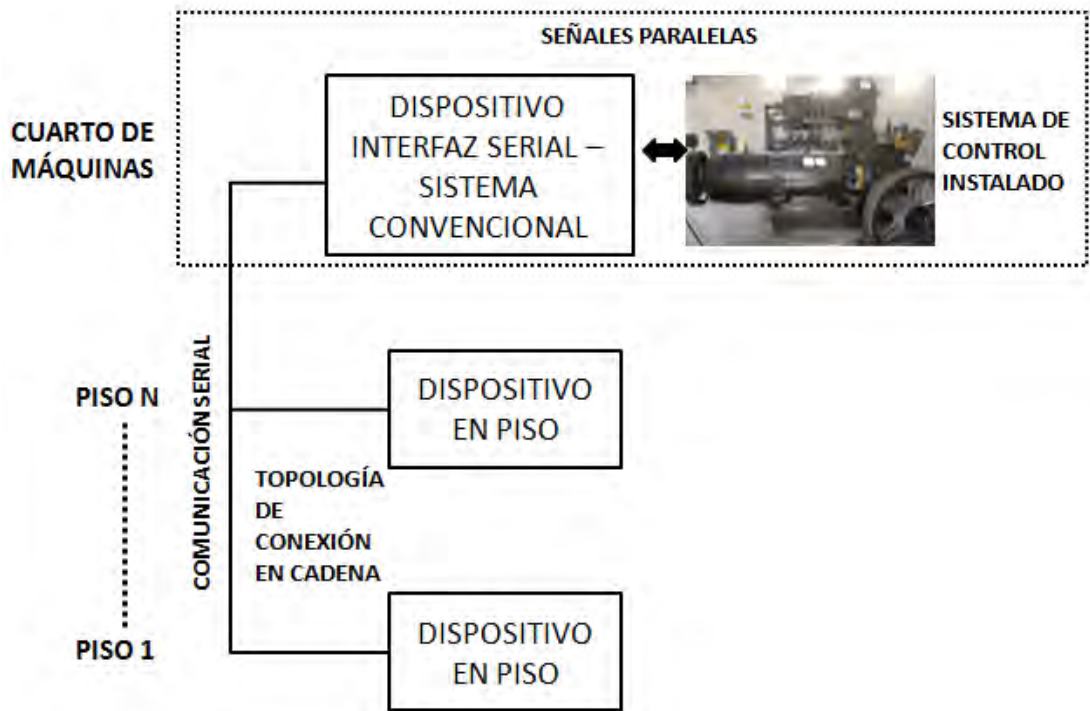 SEÑALES PARALELAS
CUARTO DE
MÁQUINAS
DISPOSITIVO
INTERFAZ SERIAL –
SISTEMA
CONVENCIONAL
SISTEMA DE
CONTROL
INSTALADO
COMUNICACIÓN SERIAL
PISO N
DISPOSITIVO
EN PISO
TOPOLOGÍA
DE
CONEXIÓN
EN CADENA
PISO 1
DISPOSITIVO
EN PISO